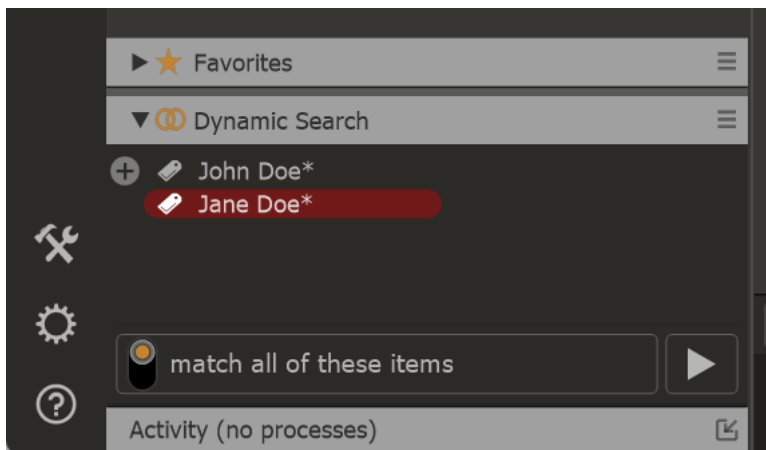 Favorites
Dynamic Search
John Doe*
Jane Doe*
match all of these items
Activity (no processes)